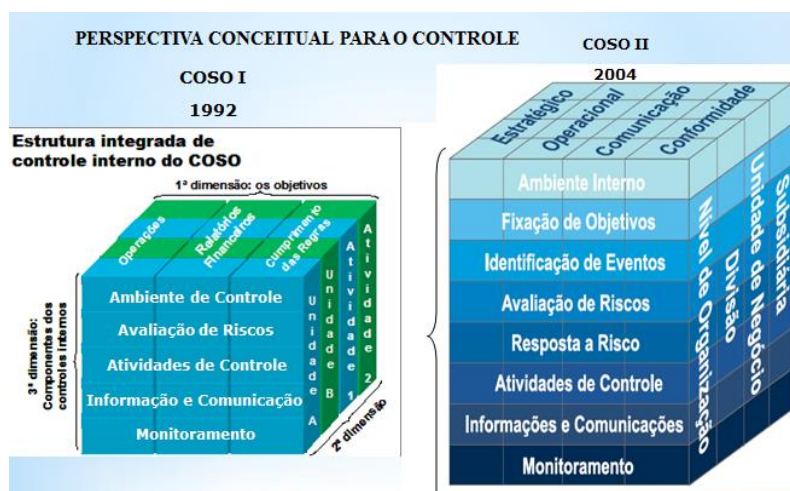 PERSPECTIVA CONCEITUAL PARA O CONTROLE
COSO I
1992
COSO II
2004
Estrutura integrada de
controle interno do COSO
1ª dimensão: os objetivos
Operações
Relatórios
Financeiros
Cumprimento
das Regras
3ª dimensão:
Componentes dos
controles internos
Ambiente de Controle
Avaliação de Riscos
Atividades de Controle
Informação e Comunicação
Monitoramento
Unidade A
Unidade B
Atividade 1
Atividade 2
2ª dimensão
Estratégico
Operacional
Comunicação
Conformidade
Ambiente Interno
Fixação de Objetivos
Identificação de Eventos
Avaliação de Riscos
Resposta a Risco
Atividades de Controle
Informações e Comunicações
Monitoramento
Nível de Organização
Divisão
Unidade de Negócio
Subsidiária